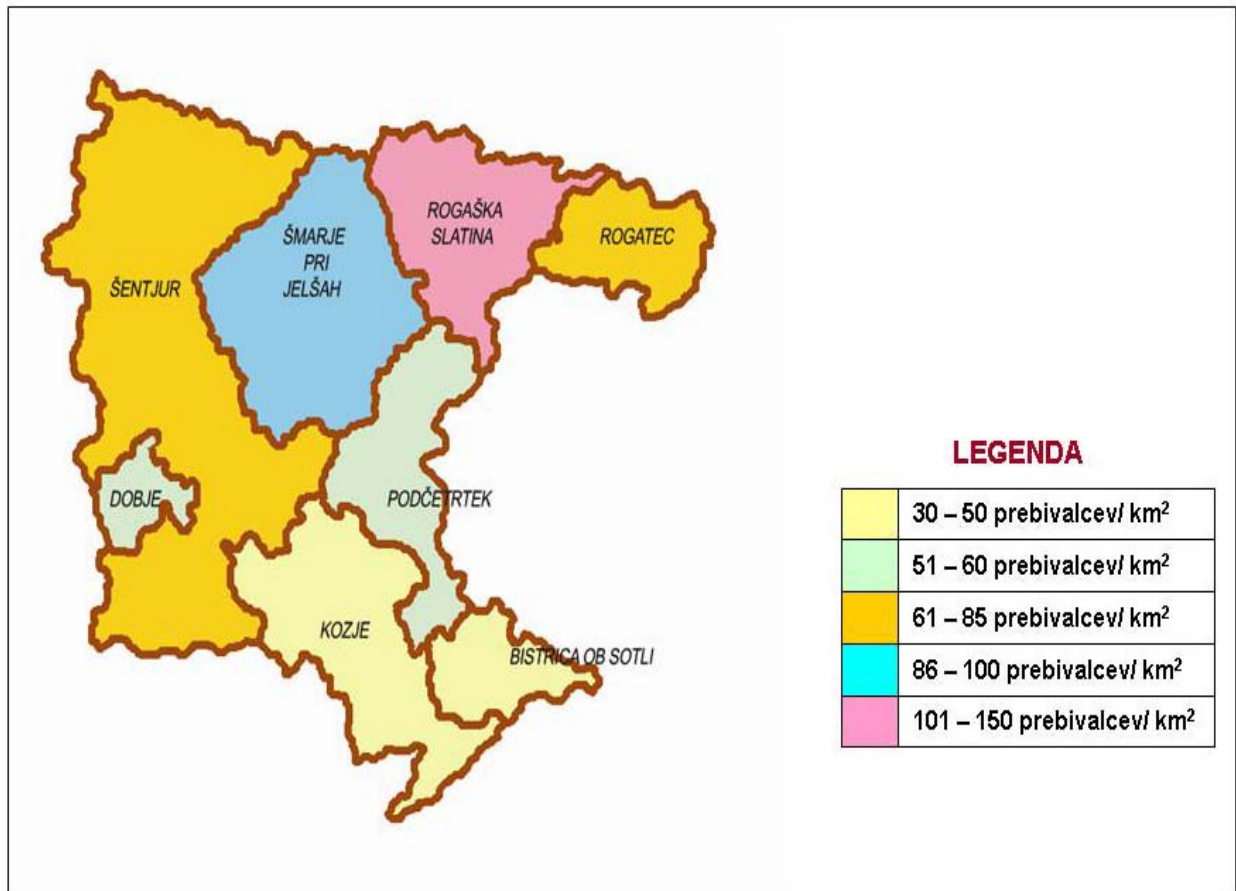 ROGAŠKA
SLATINA
ROGATEC
ŠMARJE
PRI
JELŠAH
ŠENTJUR
DOBJE
PODČETRTEK
KOZJE
BISTRICA OB SOTLI
LEGENDA
30 – 50 prebivalcev/ km²
51 – 60 prebivalcev/ km²
61 – 85 prebivalcev/ km²
86 – 100 prebivalcev/ km²
101 – 150 prebivalcev/ km²